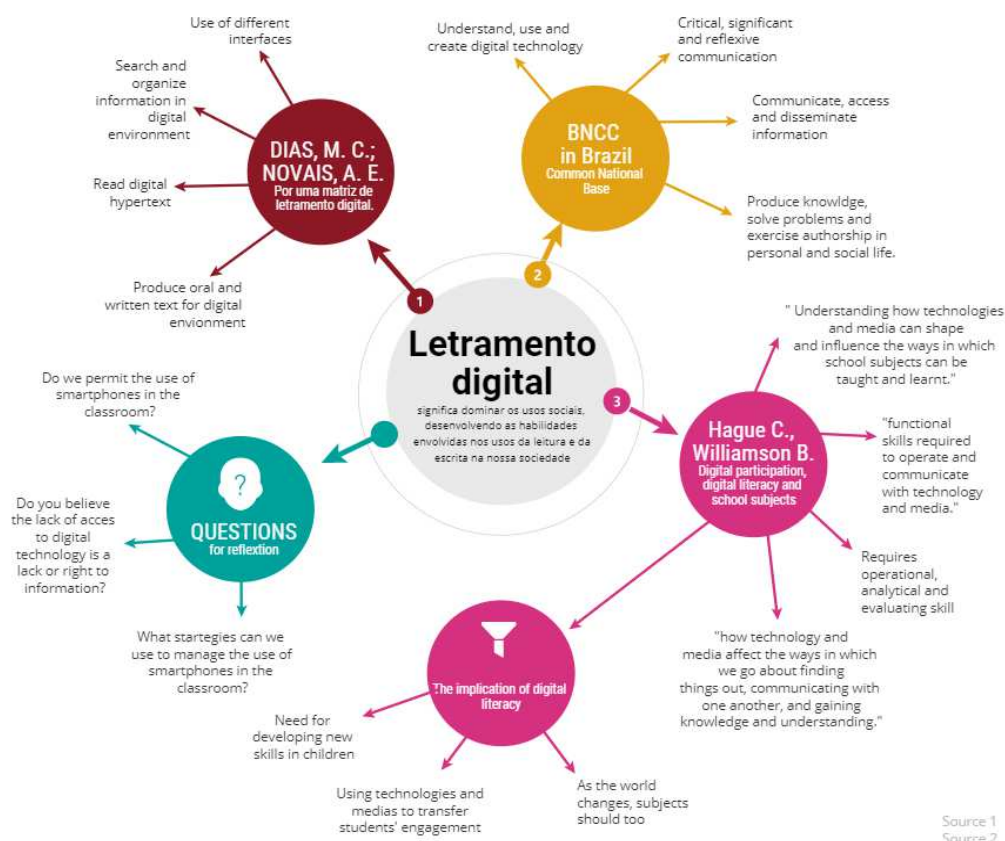 Use of different
interfaces
Search and
organize
information in
digital
environment
Read digital
hypertext
Produce oral and
written text for digital
envionment
DIAS, M. C.;
NOVAIS, A. E.
Por uma matriz de
letramento digital.
1
Understand, use and
create digital technology
Critical, significant
and reflexive
communication
Communicate, access
and disseminate
information
Produce knowldge,
solve problems and
exercise authorship in
personal and social life.
BNCC
in Brazil
Common National
Base
2
Letramento
digital
significa dominar os usos sociais,
desenvolvendo as habilidades
envolvidas nos usos da leitura e da
escrita na nossa sociedade
3
" Understanding how technologies
and media can shape
and influence the ways in which
school subjects can be
taught and learnt."
Hague C.,
Williamson B.
Digital participation,
digital literacy and
school subjects
"functional
skills required
to operate and
communicate
with technology
and media."
Requires
operational,
analytical and
evaluating skill
"how technology and
media affect the ways in which
we go about finding
things out, communicating with
one another, and gaining
knowledge and understanding."
Do we permit the use of
smartphones in the
classroom?
Do you believe
the lack of acces
to digital
technology is a
lack or right to
information?
What startegies can we
use to manage the use of
smartphones in the
classroom?
?
QUESTIONS
for reflextion
The implication of digital
literacy
Need for
developing new
skills in children
Using technologies and
medias to transfer
students' engagement
As the world
changes, subjects
should too
Source 1
Source 2